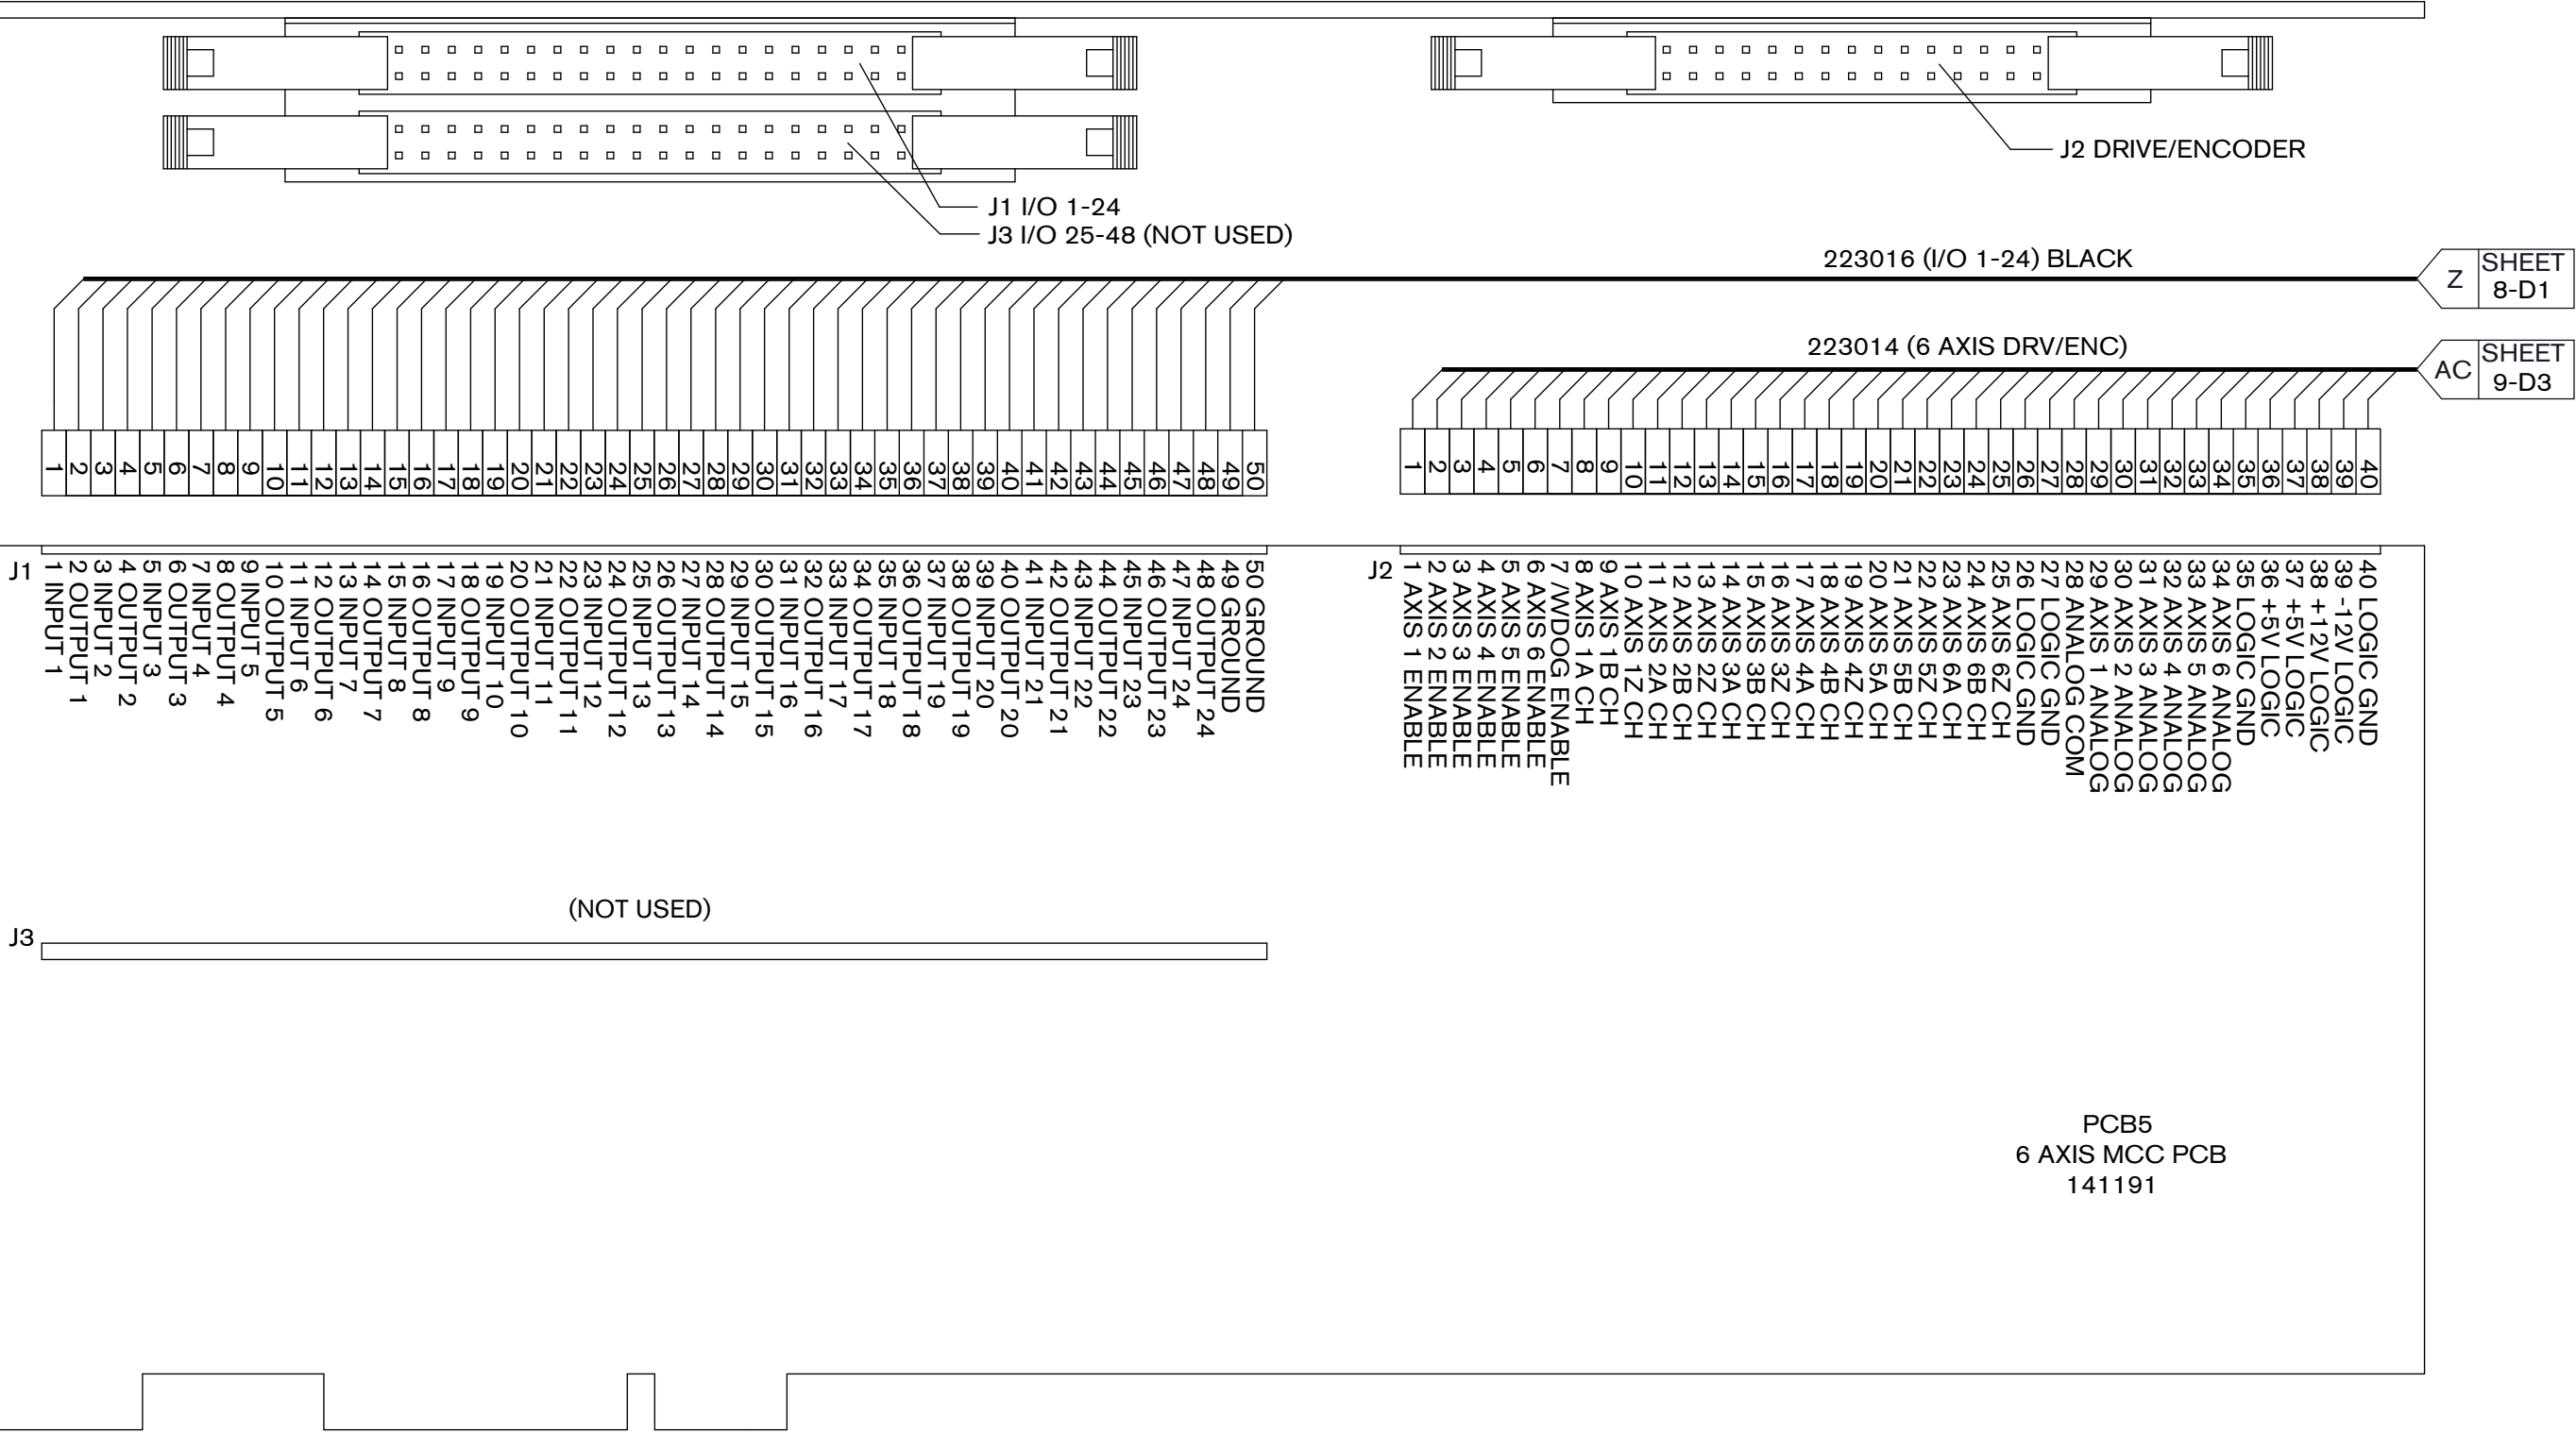 J2 DRIVE/ENCODER
J1 I/O 1-24
J3 I/O 25-48 (NOT USED)
223016 (I/O 1-24) BLACK
Z
SHEET
8-D1
223014 (6 AXIS DRV/ENC)
AC
SHEET
9-D3
1
2
3
4
5
6
7
8
9
10
11
12
13
14
15
16
17
18
19
20
21
22
23
24
25
26
27
28
29
30
31
32
33
34
35
36
37
38
39
40
41
42
43
44
45
46
47
48
49
50
1
2
3
4
5
6
7
8
9
10
11
12
13
14
15
16
17
18
19
20
21
22
23
24
25
26
27
28
29
30
31
32
33
34
35
36
37
38
39
40
J1
1 INPUT 1
2 OUTPUT 1
3 INPUT 2
4 OUTPUT 2
5 INPUT 3
6 OUTPUT 3
7 INPUT 4
8 OUTPUT 4
9 INPUT 5
10 OUTPUT 5
11 INPUT 6
12 OUTPUT 6
13 INPUT 7
14 OUTPUT 7
15 INPUT 8
16 OUTPUT 8
17 INPUT 9
18 OUTPUT 9
19 INPUT 10
20 OUTPUT 10
21 INPUT 11
22 OUTPUT 11
23 INPUT 12
24 OUTPUT 12
25 INPUT 13
26 OUTPUT 13
27 INPUT 14
28 OUTPUT 14
29 INPUT 15
30 OUTPUT 15
31 INPUT 16
32 OUTPUT 16
33 INPUT 17
34 OUTPUT 17
35 INPUT 18
36 OUTPUT 18
37 INPUT 19
38 OUTPUT 19
39 INPUT 20
40 OUTPUT 20
41 INPUT 21
42 OUTPUT 21
43 INPUT 22
44 OUTPUT 22
45 INPUT 23
46 OUTPUT 23
47 INPUT 24
48 OUTPUT 24
49 GROUND
50 GROUND
J2
1 AXIS 1 ENABLE
2 AXIS 2 ENABLE
3 AXIS 3 ENABLE
4 AXIS 4 ENABLE
5 AXIS 5 ENABLE
6 AXIS 6 ENABLE
7 /WDOG ENABLE
8 AXIS 1A CH
9 AXIS 1B CH
10 AXIS 1Z CH
11 AXIS 2A CH
12 AXIS 2B CH
13 AXIS 2Z CH
14 AXIS 3A CH
15 AXIS 3B CH
16 AXIS 3Z CH
17 AXIS 4A CH
18 AXIS 4B CH
19 AXIS 4Z CH
20 AXIS 5A CH
21 AXIS 5B CH
22 AXIS 5Z CH
23 AXIS 6A CH
24 AXIS 6B CH
25 AXIS 6Z CH
26 LOGIC GND
27 LOGIC GND
28 ANALOG COM
29 AXIS 1 ANALOG
30 AXIS 2 ANALOG
31 AXIS 3 ANALOG
32 AXIS 4 ANALOG
33 AXIS 5 ANALOG
34 AXIS 6 ANALOG
35 LOGIC GND
36 +5V LOGIC
37 +5V LOGIC
38 +12V LOGIC
39 -12V LOGIC
40 LOGIC GND
(NOT USED)
J3
PCB5
6 AXIS MCC PCB
141191